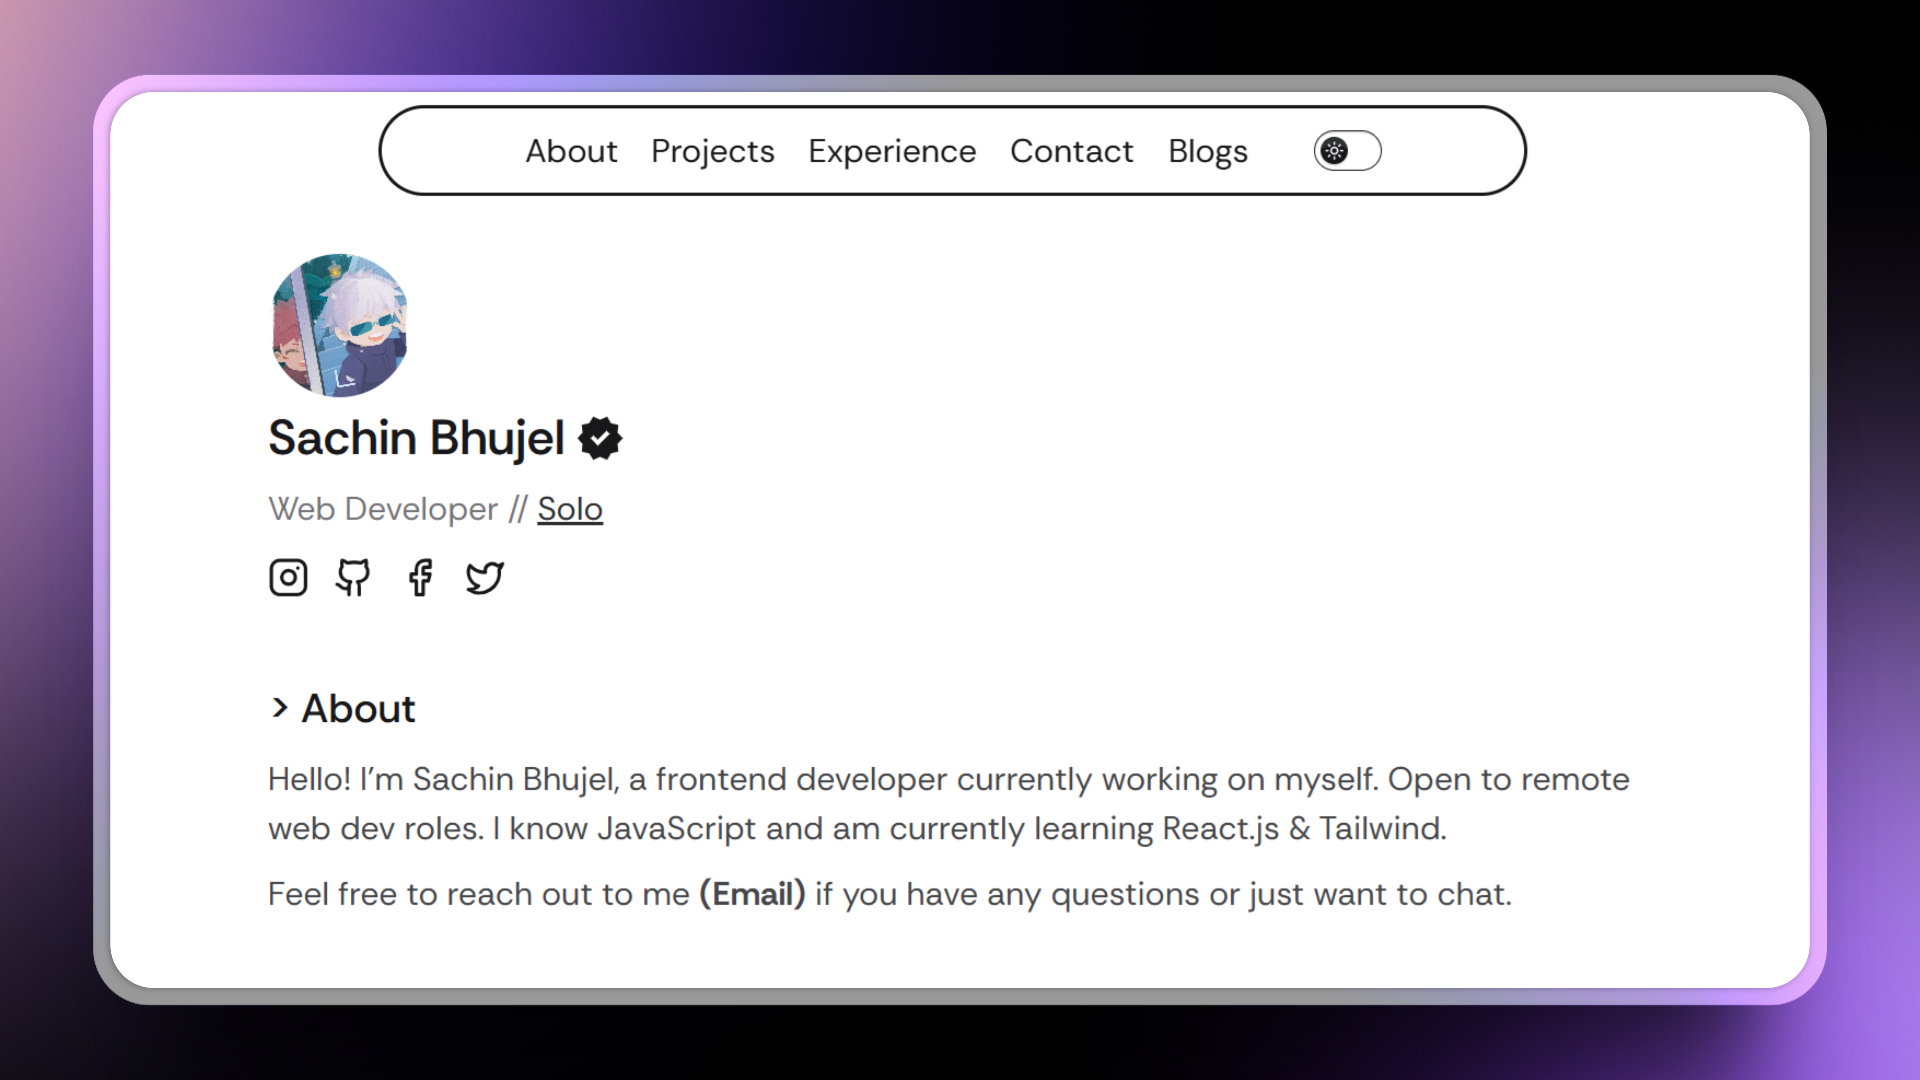 About Projects Experience Contact Blogs
Sachin Bhujel
Web Developer // Solo
> About
Hello! I’m Sachin Bhujel, a frontend developer currently working on myself. Open to remote
web dev roles. I know JavaScript and am currently learning React.js & Tailwind.
Feel free to reach out to me (Email) if you have any questions or just want to chat.